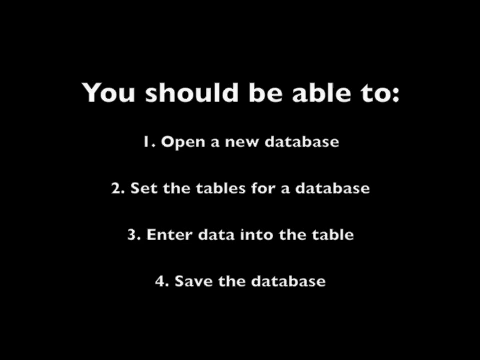 You should be able to:
1. Open a new database
2. Set the tables for a database
3. Enter data into the table
4. Save the database